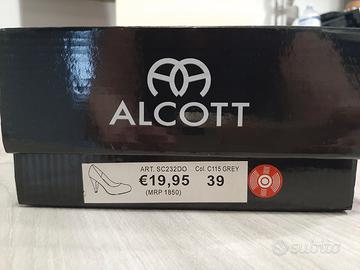 ALCOTT
ART. SC232DO Col. C115 GREY
€19,95 39
(MRP 1850)
subito